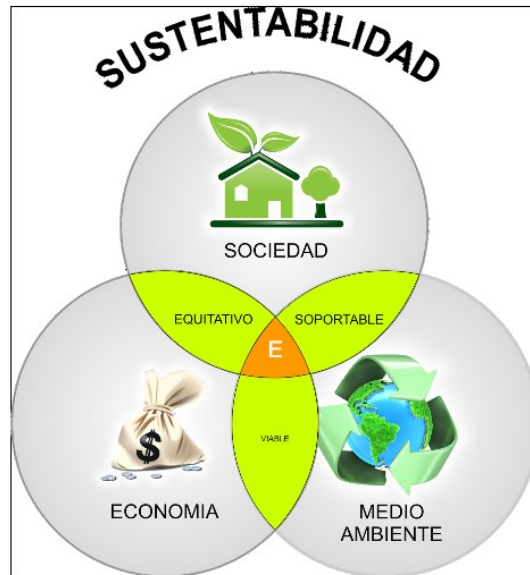 SUSTENTABILIDAD
SOCIEDAD
EQUITATIVO
SOPORTABLE
E
VIABLE
$
ECONOMIA
MEDIO
AMBIENTE